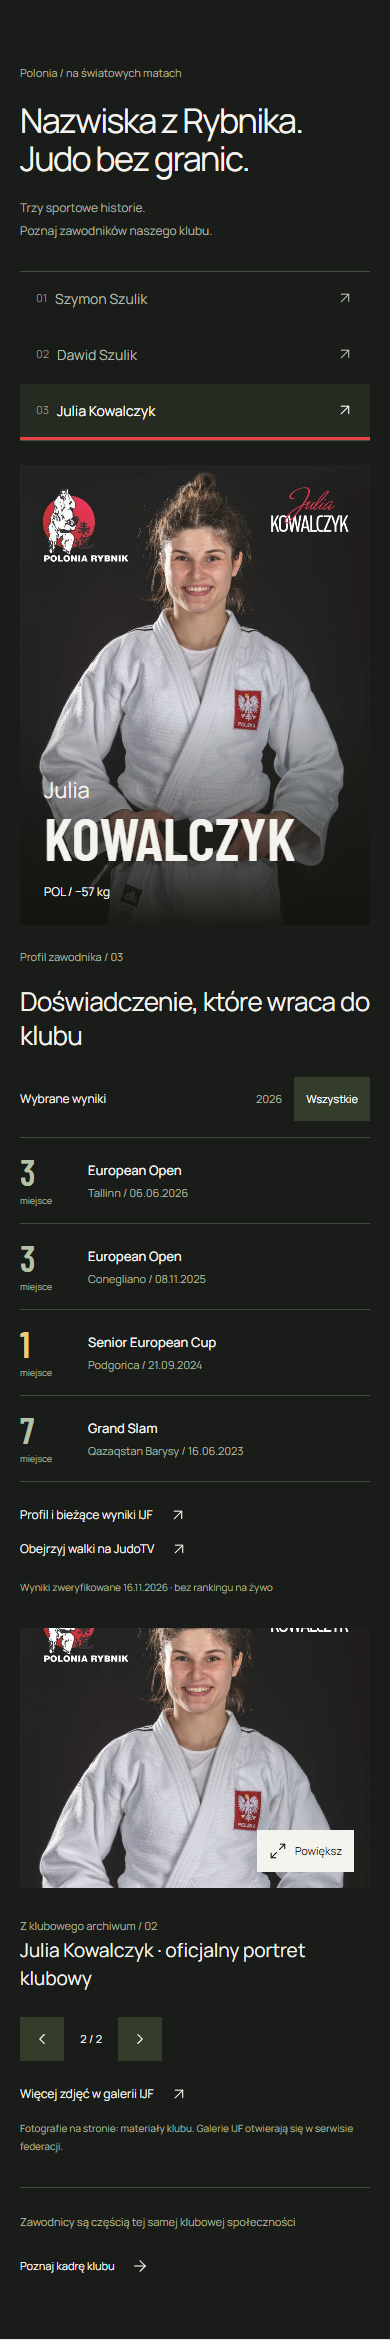 Polonia / na światowych matach
Nazwiska z Rybnika.
Judo bez granic.
Trzy sportowe historie.
Poznaj zawodników naszego klubu.
01 Szymon Szulik
02 Dawid Szulik
03 Julia Kowalczyk
POLONIA RYBNIK
Julia
KOWALCZYK
POLSKA
Julia
KOWALCZYK
POL / −57 kg
Profil zawodnika / 03
Doświadczenie, które wraca do
klubu
Wybrane wyniki 2026 Wszystkie
3 European Open
miejsce Tallinn / 06.06.2026
3 European Open
miejsce Conegliano / 08.11.2025
1 Senior European Cup
miejsce Podgorica / 21.09.2024
7 Grand Slam
miejsce Qazaqstan Barysy / 16.06.2023
Profil i bieżące wyniki IJF
Obejrzyj walki na JudoTV
Wyniki zweryfikowane 16.11.2026 · bez rankingu na żywo
KOWALCZYK
POLONIA RYBNIK
POLSKA
Powiększ
Z klubowego archiwum / 02
Julia Kowalczyk · oficjalny portret
klubowy
2 / 2
Więcej zdjęć w galerii IJF
Fotografie na stronie: materiały klubu. Galerie IJF otwierają się w serwisie
federacji.
Zawodnicy są częścią tej samej klubowej społeczności
Poznaj kadrę klubu